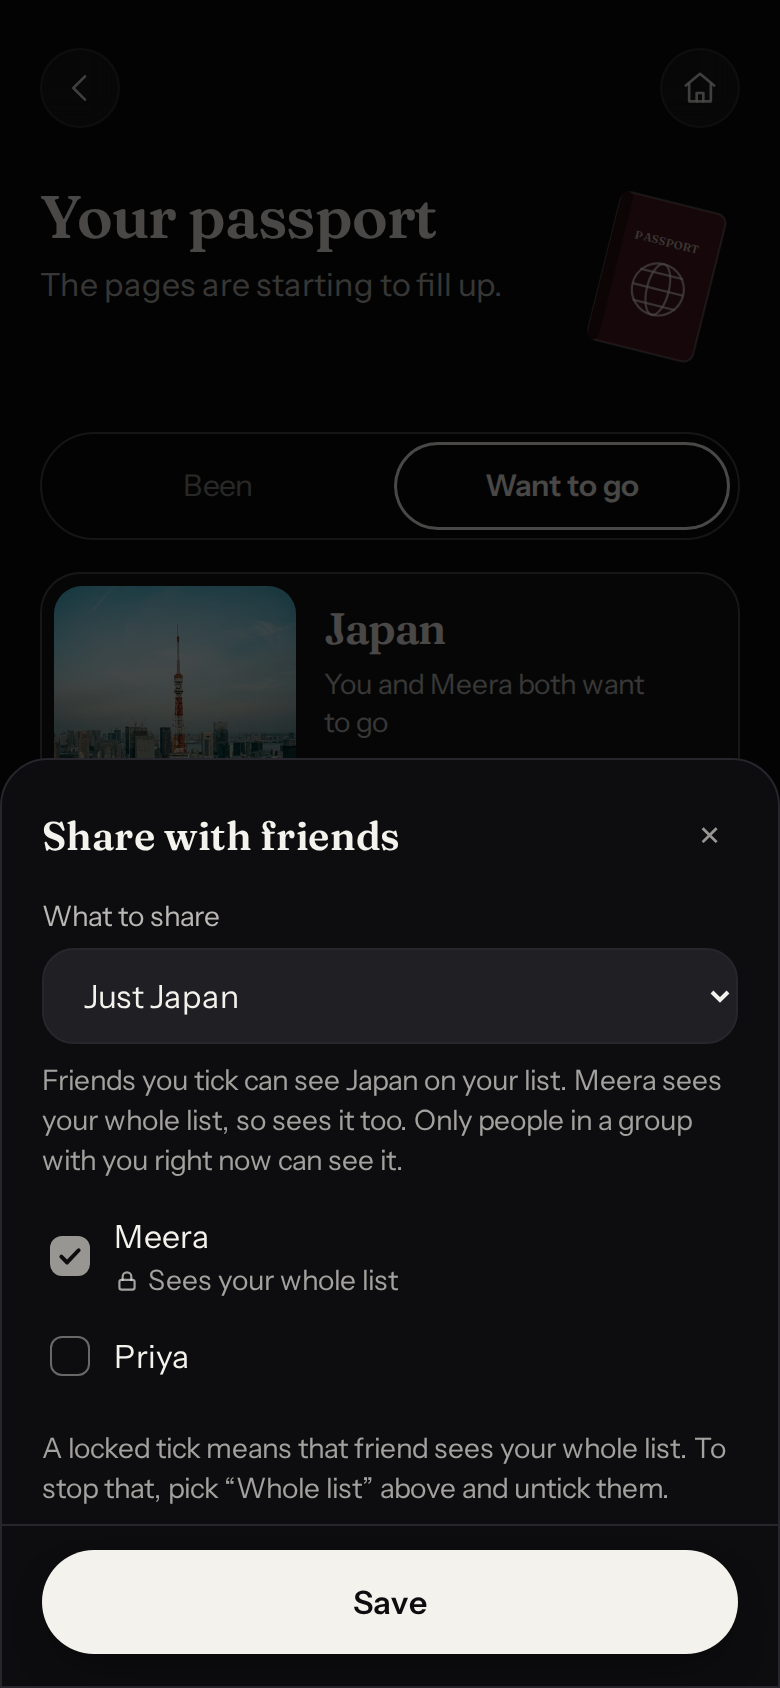 Your passport
The pages are starting to fill up.
PASSPORT
Been
Want to go
Japan
You and Meera both want
to go
Share with friends
What to share
Just Japan
Friends you tick can see Japan on your list. Meera sees
your whole list, so sees it too. Only people in a group
with you right now can see it.
Meera
Sees your whole list
Priya
A locked tick means that friend sees your whole list. To
stop that, pick “Whole list” above and untick them.
Save